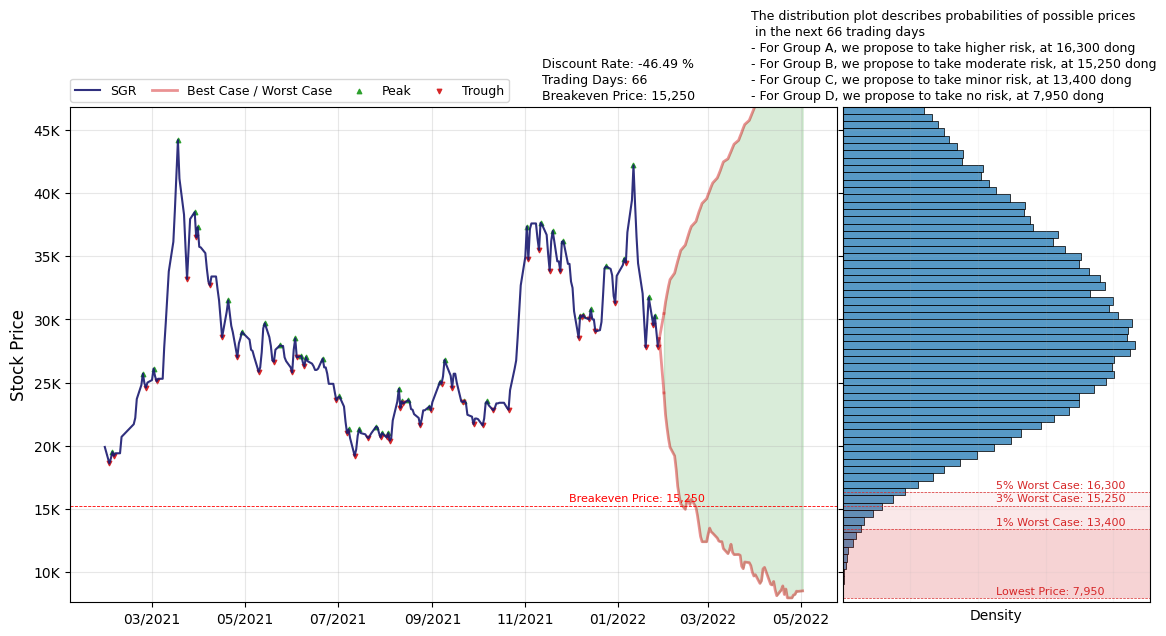 The distribution plot describes probabilities of possible prices
in the next 66 trading days
- For Group A, we propose to take higher risk, at 16,300 dong
- For Group B, we propose to take moderate risk, at 15,250 dong
- For Group C, we propose to take minor risk, at 13,400 dong
- For Group D, we propose to take no risk, at 7,950 dong
Discount Rate: -46.49 %
Trading Days: 66
Breakeven Price: 15,250
SGR
Best Case / Worst Case
Peak
Trough
Stock Price
45K
40K
35K
30K
25K
20K
15K
10K
Breakeven Price: 15,250
03/2021
05/2021
07/2021
09/2021
11/2021
01/2022
03/2022
05/2022
5% Worst Case: 16,300
3% Worst Case: 15,250
1% Worst Case: 13,400
Lowest Price: 7,950
Density